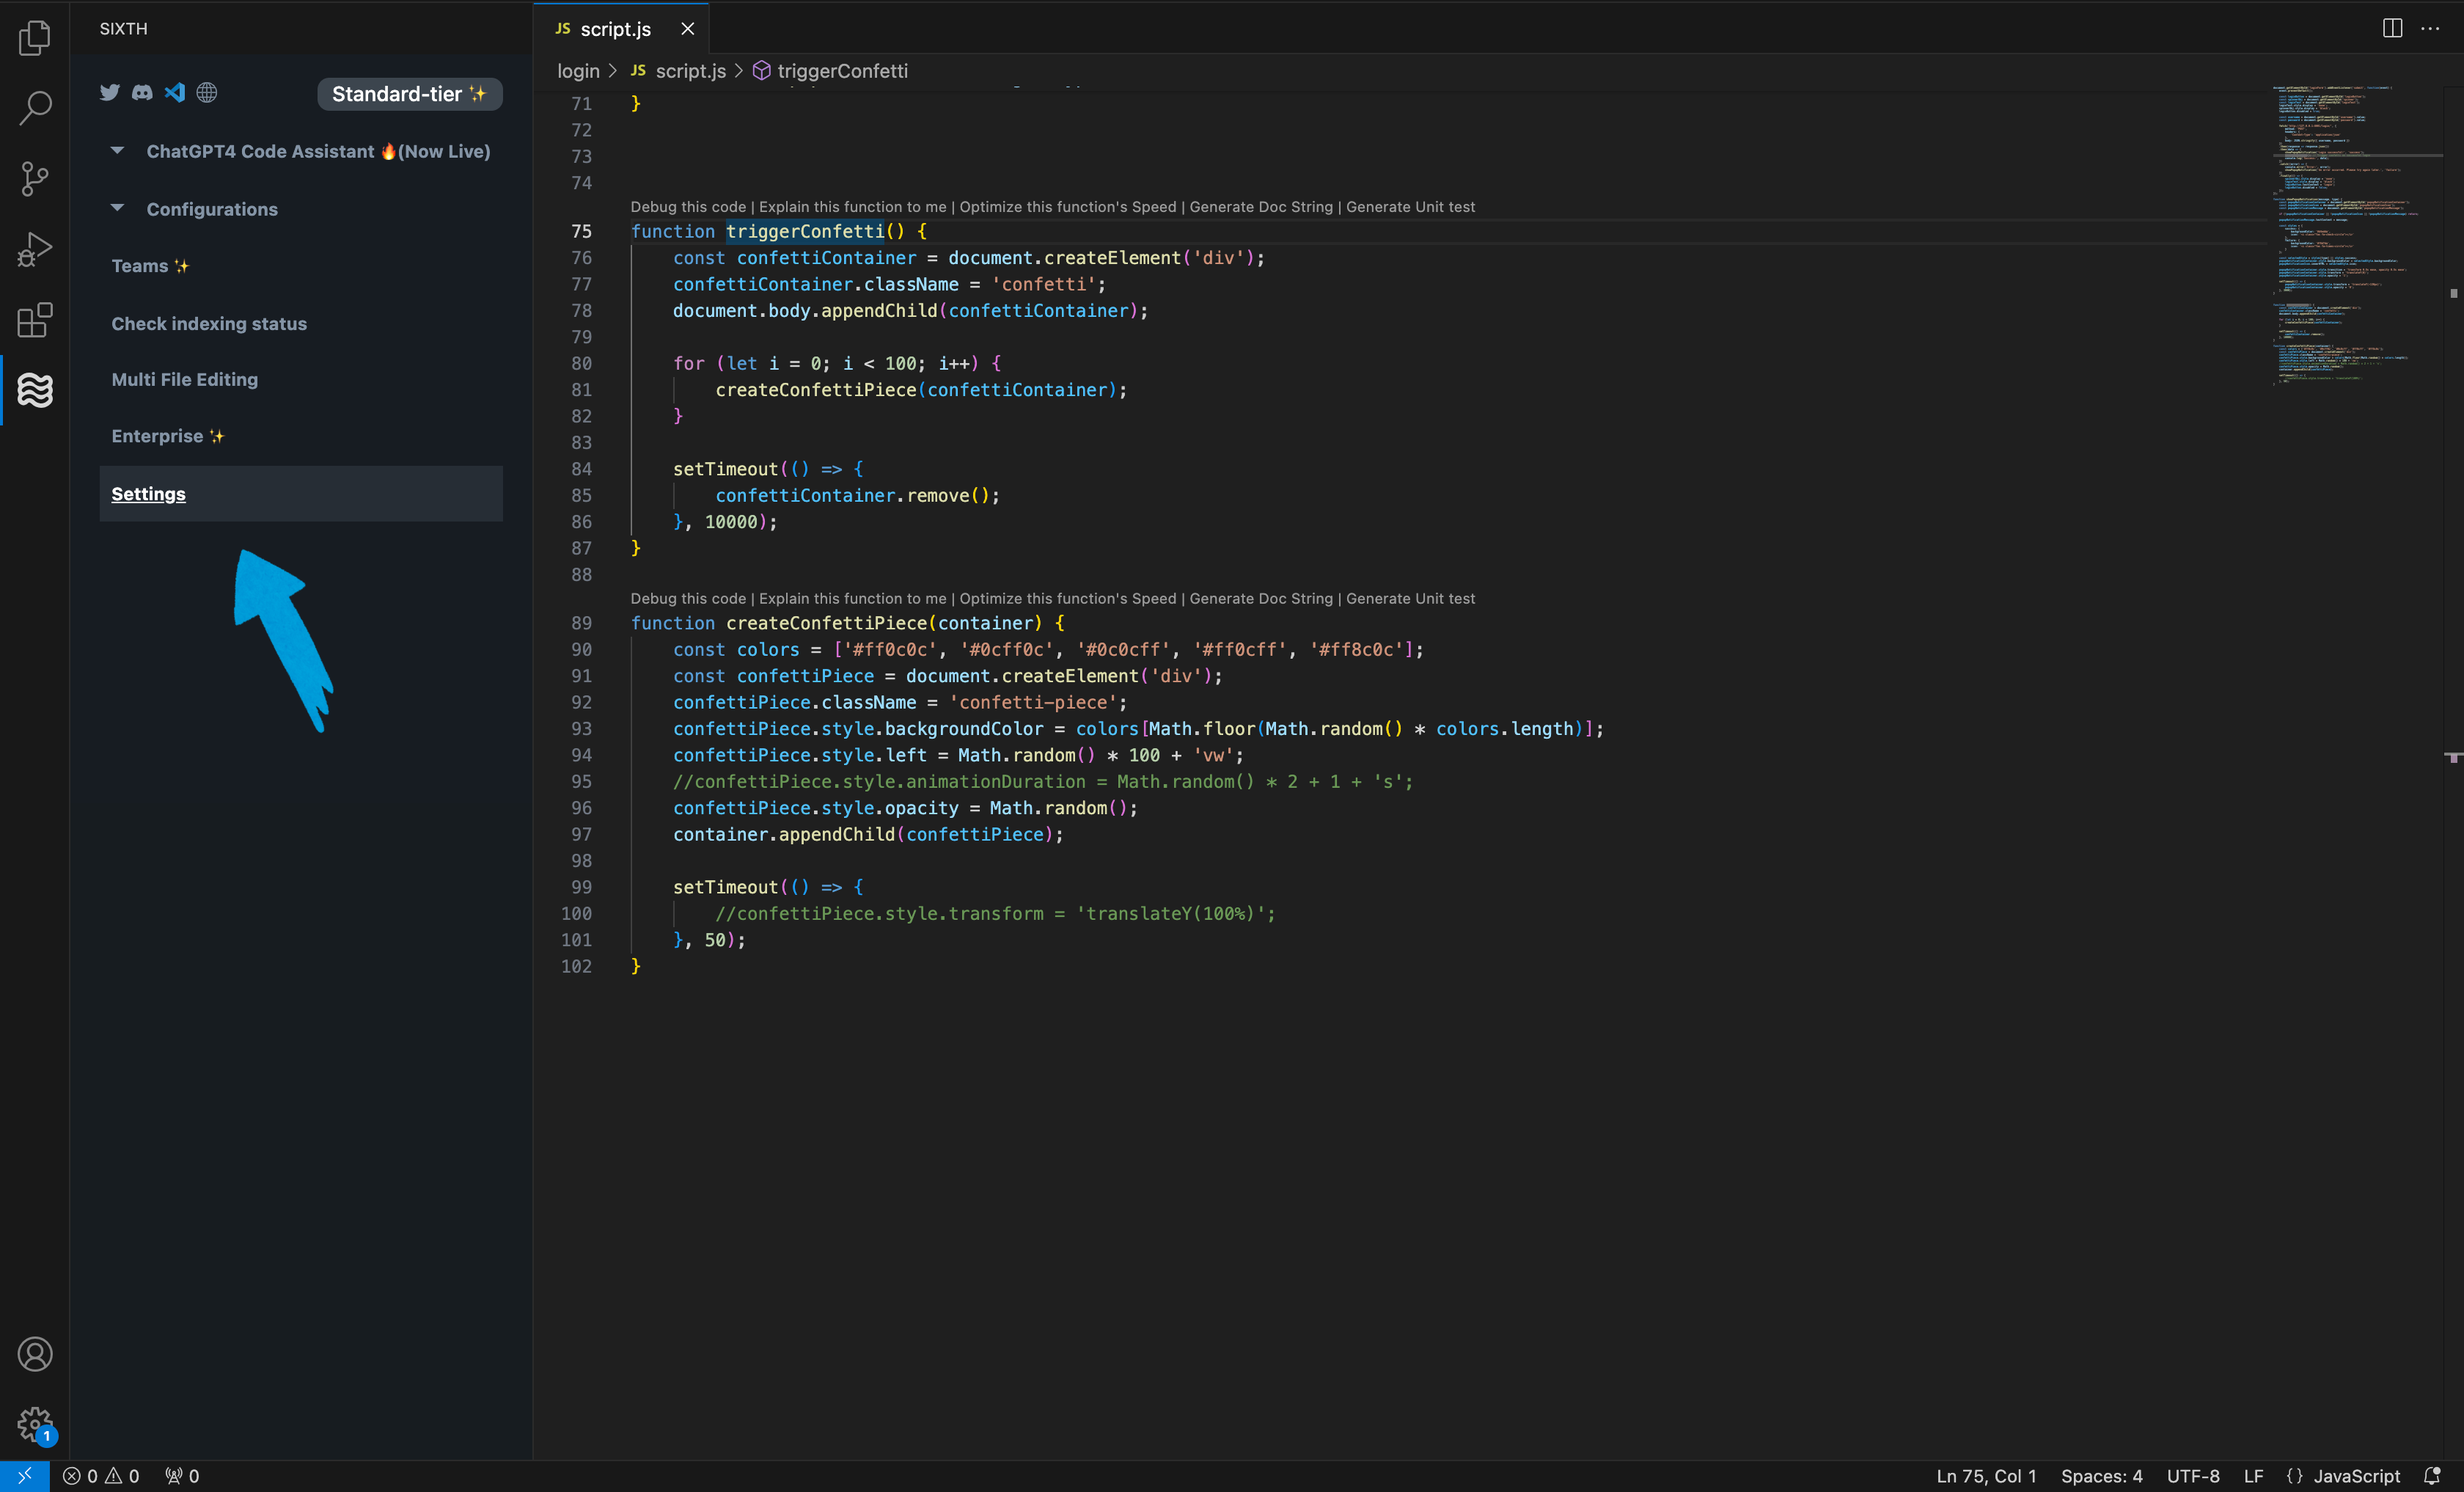 SIXTH
Standard-tier ✨
ChatGPT4 Code Assistant 🔥(Now Live)
Configurations
Teams ✨
Check indexing status
Multi File Editing
Enterprise ✨
Settings
JS script.js
login > JS script.js > triggerConfetti
71 }
72
73
74
Debug this code | Explain this function to me | Optimize this function's Speed | Generate Doc String | Generate Unit test
75 function triggerConfetti() {
76     const confettiContainer = document.createElement('div');
77     confettiContainer.className = 'confetti';
78     document.body.appendChild(confettiContainer);
79
80     for (let i = 0; i < 100; i++) {
81         createConfettiPiece(confettiContainer);
82     }
83
84     setTimeout(() => {
85         confettiContainer.remove();
86     }, 10000);
87 }
88
Debug this code | Explain this function to me | Optimize this function's Speed | Generate Doc String | Generate Unit test
89 function createConfettiPiece(container) {
90     const colors = ['#ff0c0c', '#0cff0c', '#0c0cff', '#ff0cff', '#ff8c0c'];
91     const confettiPiece = document.createElement('div');
92     confettiPiece.className = 'confetti-piece';
93     confettiPiece.style.backgroundColor = colors[Math.floor(Math.random() * colors.length)];
94     confettiPiece.style.left = Math.random() * 100 + 'vw';
95     //confettiPiece.style.animationDuration = Math.random() * 2 + 1 + 's';
96     confettiPiece.style.opacity = Math.random();
97     container.appendChild(confettiPiece);
98
99     setTimeout(() => {
100         //confettiPiece.style.transform = 'translateY(100%)';
101     }, 50);
102 }
1
0 0 0
Ln 75, Col 1 Spaces: 4 UTF-8 LF {} JavaScript